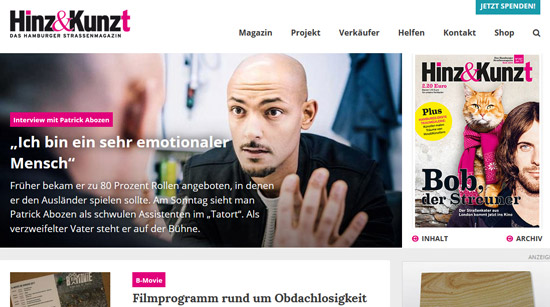 JETZT SPENDEN!
Hinz&Kunzt
DAS HAMBURGER STRASSENMAGAZIN
Magazin Projekt Verkäufer Helfen Kontakt Shop
Interview mit Patrick Abozen
„Ich bin ein sehr emotionaler
Mensch“
Früher bekam er zu 80 Prozent Rollen angeboten, in denen
er den Ausländer spielen sollte. Am Sonntag sieht man
Patrick Abozen als schwulen Assistenten im „Tatort“. Als
verzweifelter Vater steht er auf der Bühne.
Hinz&Kunzt
2,20 Euro
Plus
Bob,
der Streuner
Der Straßenkater aus
London kommt jetzt ins Kino
INHALT
ARCHIV
ANZEIGE
B-Movie
Filmprogramm rund um Obdachlosigkeit